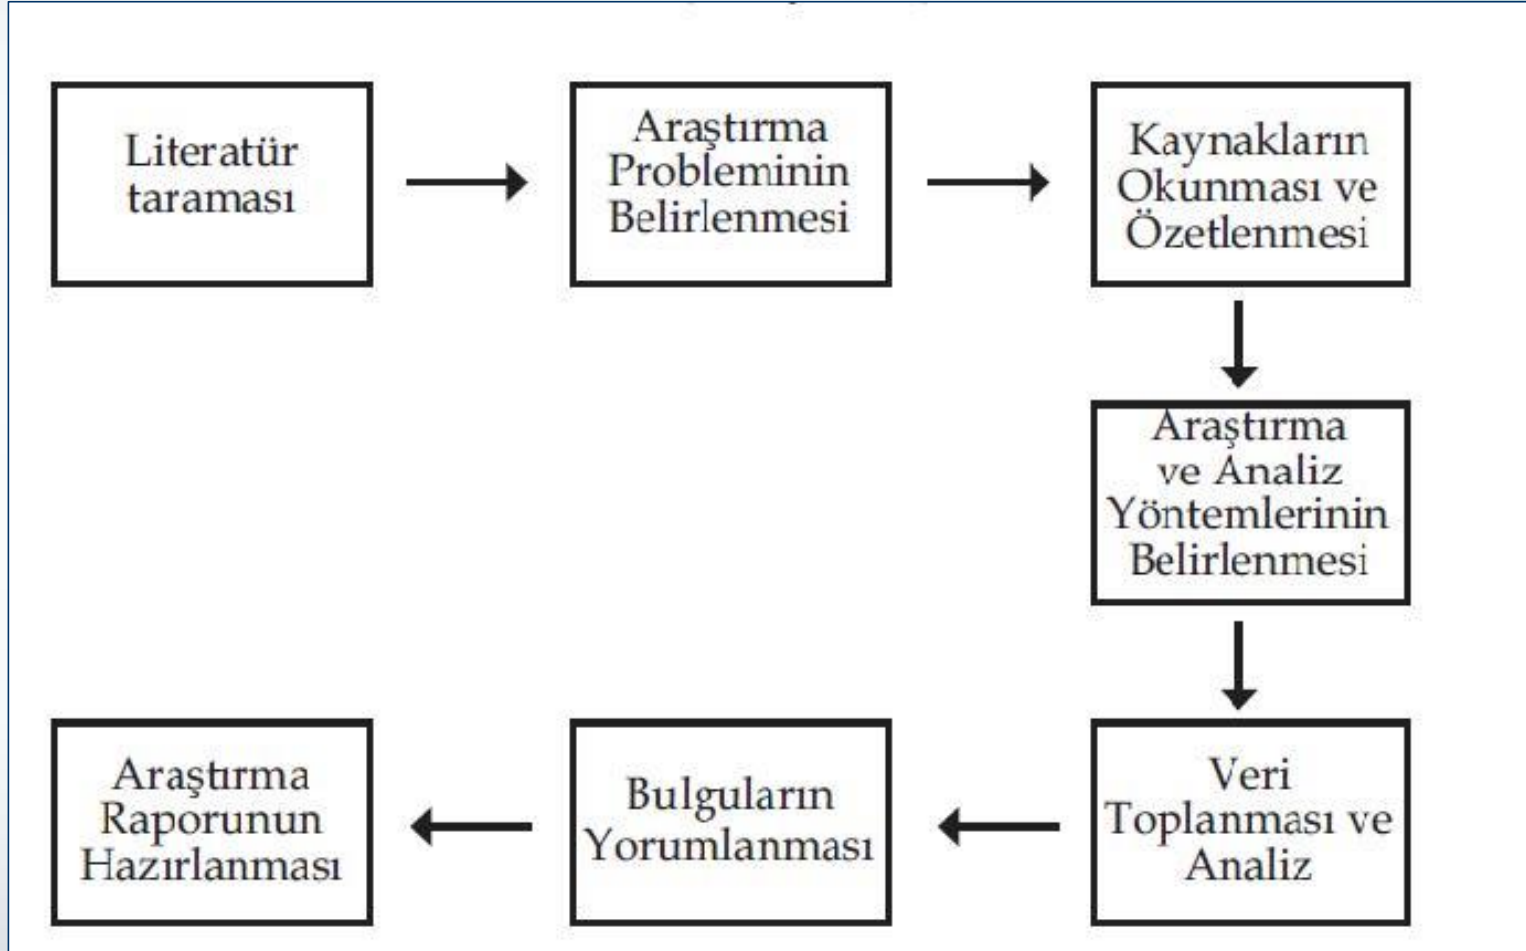 Literatür
taraması
Araştırma
Probleminin
Belirlenmesi
Kaynakların
Okunması ve
Özetlenmesi
Araştırma
ve Analiz
Yöntemlerinin
Belirlenmesi
Veri
Toplanması ve
Analiz
Bulguların
Yorumlanması
Araştırma
Raporunun
Hazırlanması